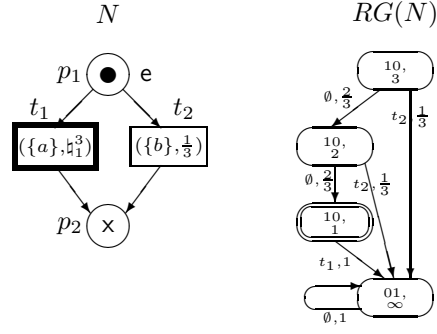 N
p₁
e
t₁
t₂
({a},♮³₁)
({b},1/3)
p₂
x
RG(N)
10,
3
∅,2/3
t₂,1/3
10,
2
∅,2/3
t₂,1/3
10,
1
t₁,1
01,
∞
∅,1